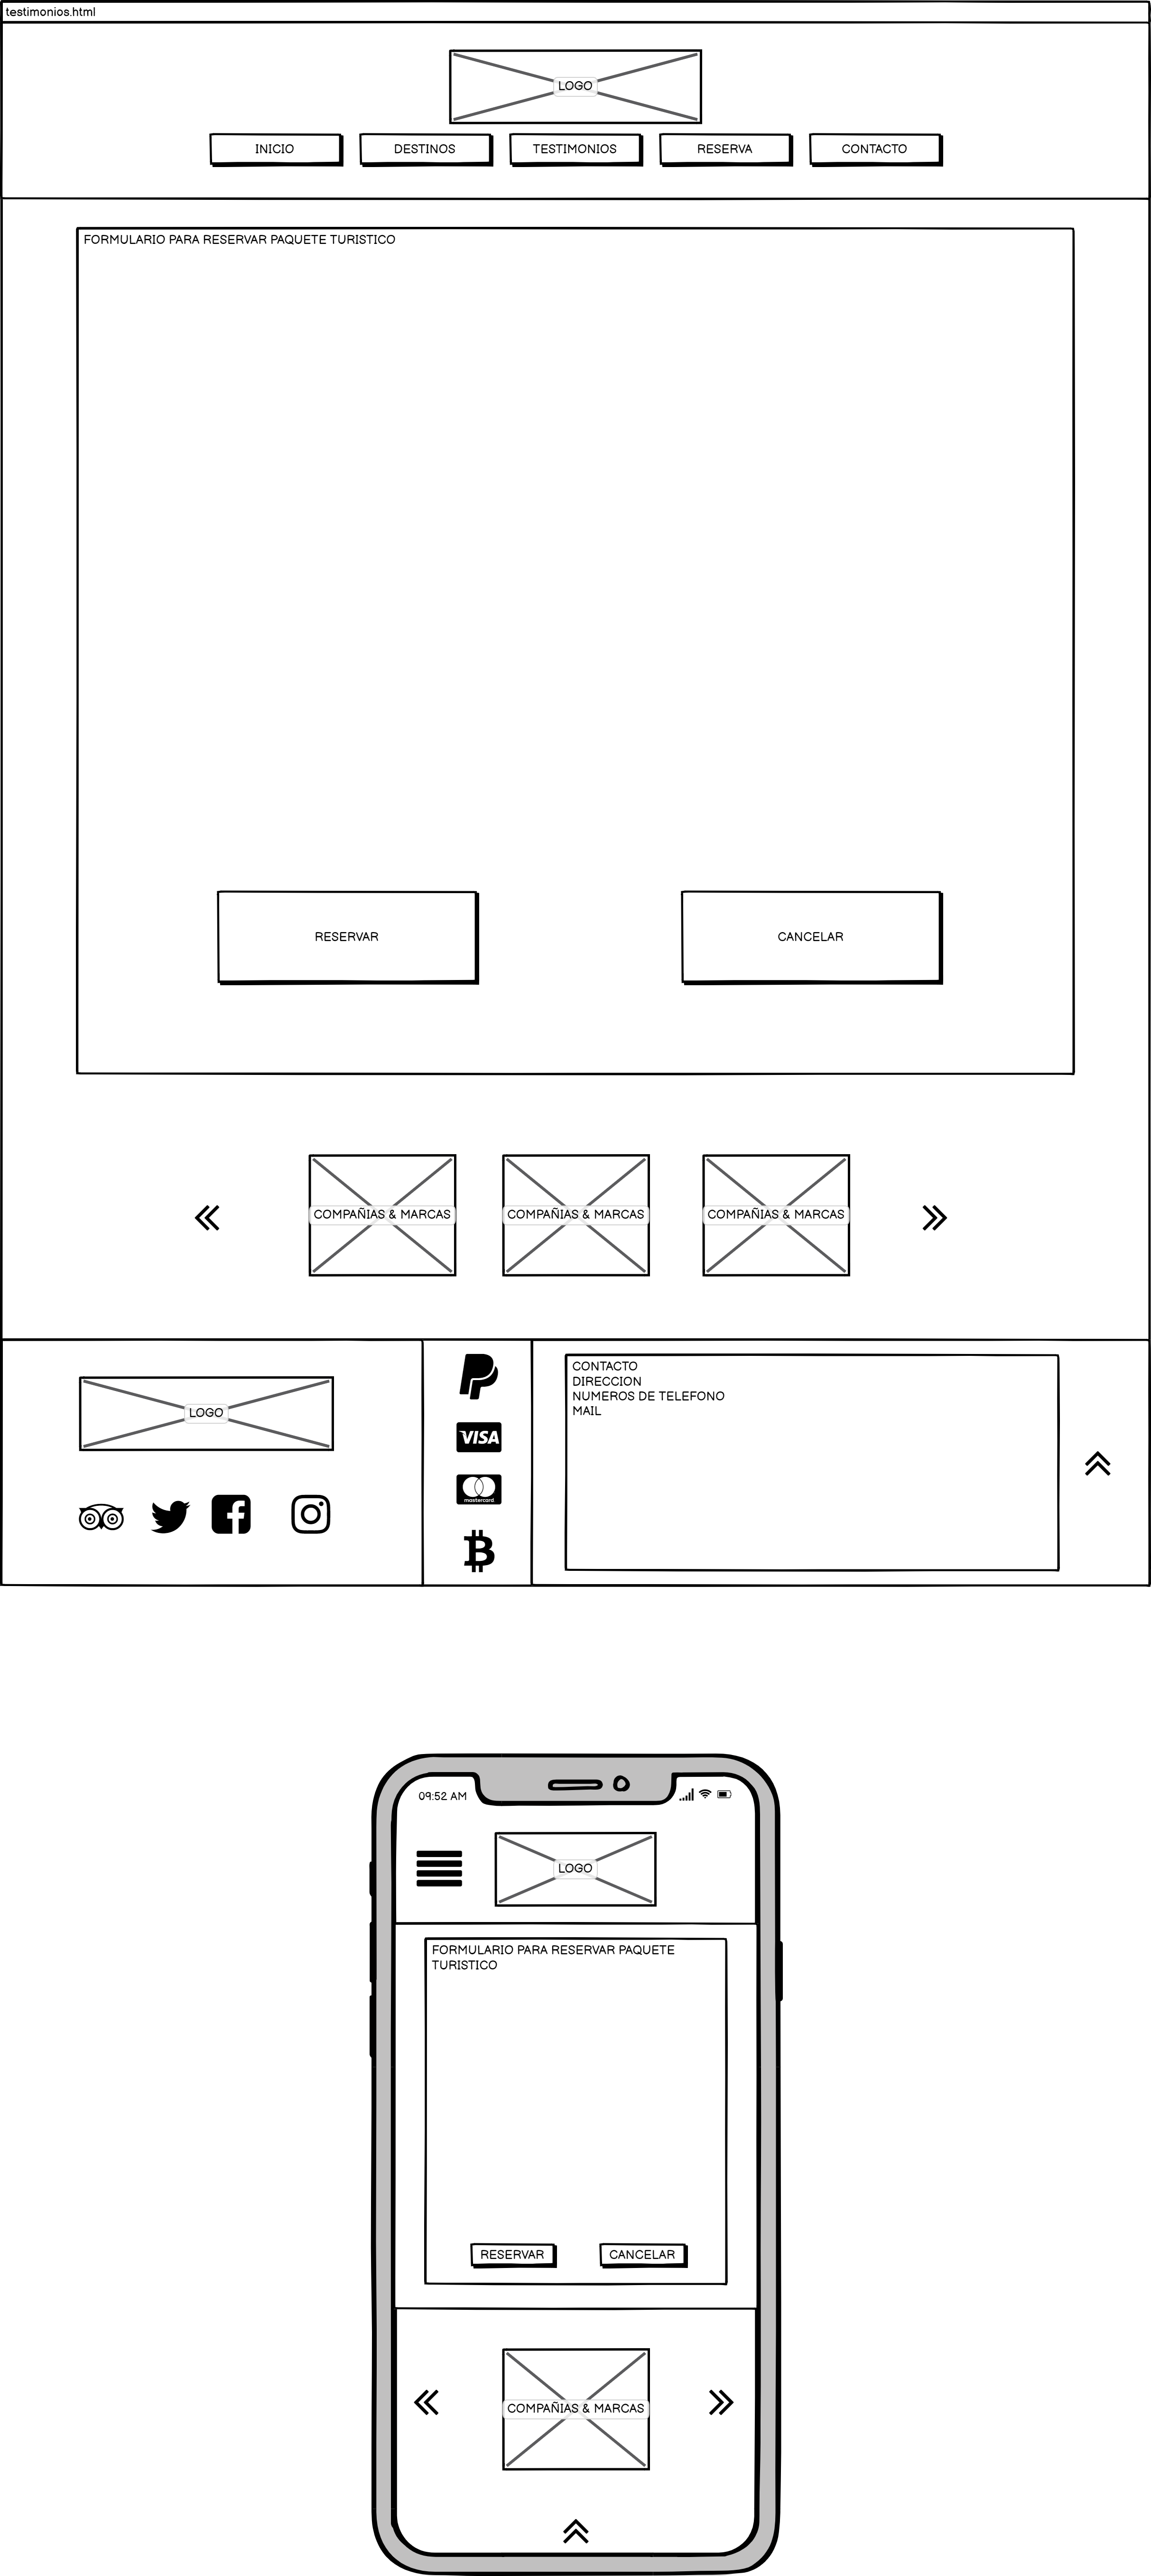 testimonios.html
LOGO
INICIO
DESTINOS
TESTIMONIOS
RESERVA
CONTACTO
FORMULARIO PARA RESERVAR PAQUETE TURISTICO
RESERVAR
CANCELAR
COMPAÑIAS & MARCAS
COMPAÑIAS & MARCAS
COMPAÑIAS & MARCAS
LOGO
VISA
mastercard.
CONTACTO
DIRECCION
NUMEROS DE TELEFONO
MAIL
09:52 AM
LOGO
FORMULARIO PARA RESERVAR PAQUETE
TURISTICO
RESERVAR
CANCELAR
COMPAÑIAS & MARCAS